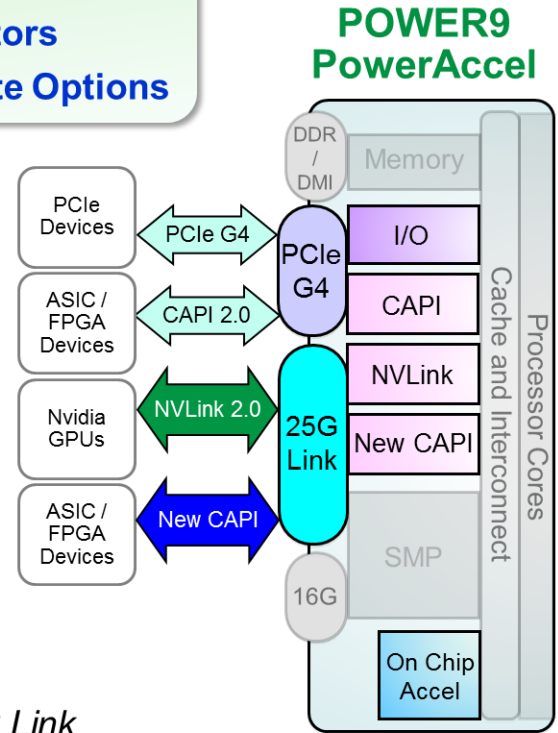 tors
te Options
POWER9
PowerAccel
DDR
/
DMI
Memory
PCIe
Devices
PCIe G4
PCIe
G4
I/O
ASIC /
FPGA
Devices
CAPI 2.0
CAPI
Nvidia
GPUs
NVLink 2.0
25G
Link
NVLink
New CAPI
ASIC /
FPGA
Devices
New CAPI
SMP
16G
On Chip
Accel
Cache and Interconnect
Processor Cores
Link